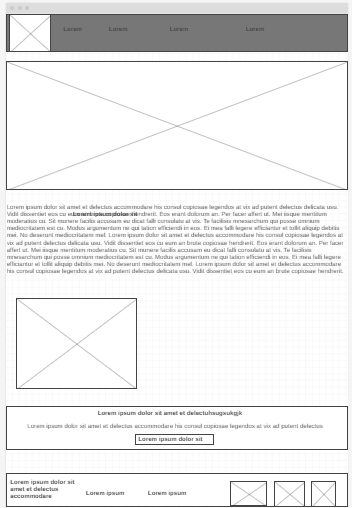 Lorem Lorem Lorem Lorem
Lorem ipsum dolor sit amet et delectus accommodare his consul copiosae legendos at vix ad putent delectus delicata usu.
Vidit dissentiet eos cu eum an brute copiosae hendrerit. Eos erant dolorum an. Per facer affert ut. Mei iisque mentitum
moderatius cu. Sit munere facilis accusam eu dicat falli consulatu at vis. Te facilisis mnesarchum qui posse omnium
mediocritatem est cu. Modus argumentum ne qui tation efficiendi in eos. Ei mea falli legere efficiantur et tollit aliquip debitis
mei. No deserunt mediocritatem mel. Lorem ipsum dolor sit amet et delectus accommodare his consul copiosae legendos at
vix ad putent delectus delicata usu. Vidit dissentiet eos cu eum an brute copiosae hendrerit. Eos erant dolorum an. Per facer
affert ut. Mei iisque mentitum moderatius cu. Sit munere facilis accusam eu dicat falli consulatu at vis. Te facilisis
mnesarchum qui posse omnium mediocritatem est cu. Modus argumentum ne qui tation efficiendi in eos. Ei mea falli legere
efficiantur et tollit aliquip debitis mei. No deserunt mediocritatem mel. Lorem ipsum dolor sit amet et delectus accommodare
his consul copiosae legendos at vix ad putent delectus delicata usu. Vidit dissentiet eos cu eum an brute copiosae hendrerit.
Lorem ipsum dolor sit amet et delectuhsugsukgjk
Lorem ipsum dolor sit amet et delectus accommodare his consul copiosae legendos at vix ad putent delectus
Lorem ipsum dolor sit
Lorem ipsum dolor sit
amet et delectus
accommodare
Lorem ipsum Lorem ipsum